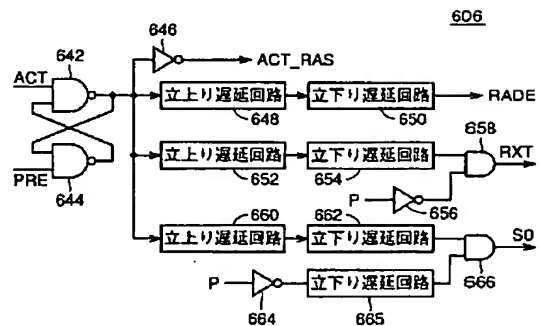 606
646
642
ACT_RAS
ACT
立上り遅延回路
立下り遅延回路
RADE
648
650
658
立上り遅延回路
立下り遅延回路
RXT
644
PRE
652
654
P
656
660
662
立上り遅延回路
立下り遅延回路
S0
P
立下り遅延回路
666
664
665